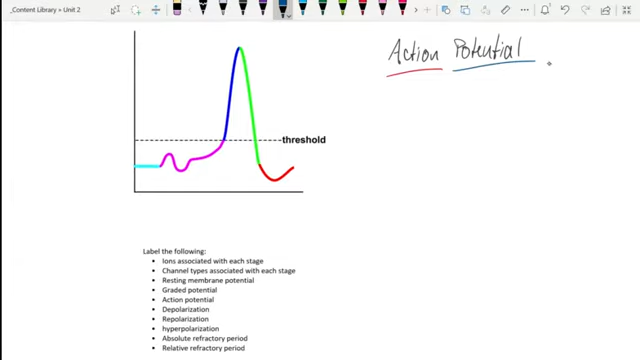 _Content Library » Unit 2
Action Potential
threshold
Label the following:
• Ions associated with each stage
• Channel types associated with each stage
• Resting membrane potential
• Graded potential
• Action potential
• Depolarization
• Repolarization
• hyperpolarization
• Absolute refractory period
• Relative refractory period